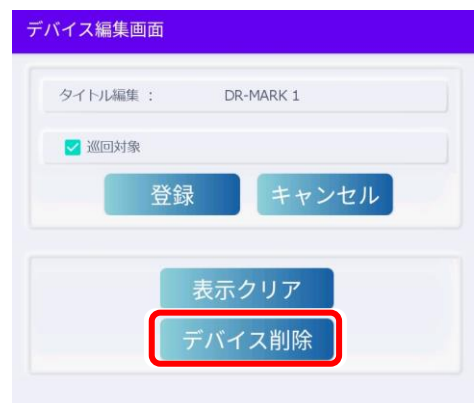 デバイス編集画面
タイトル編集 : DR-MARK 1
巡回対象
登録 キャンセル
表示クリア
デバイス削除